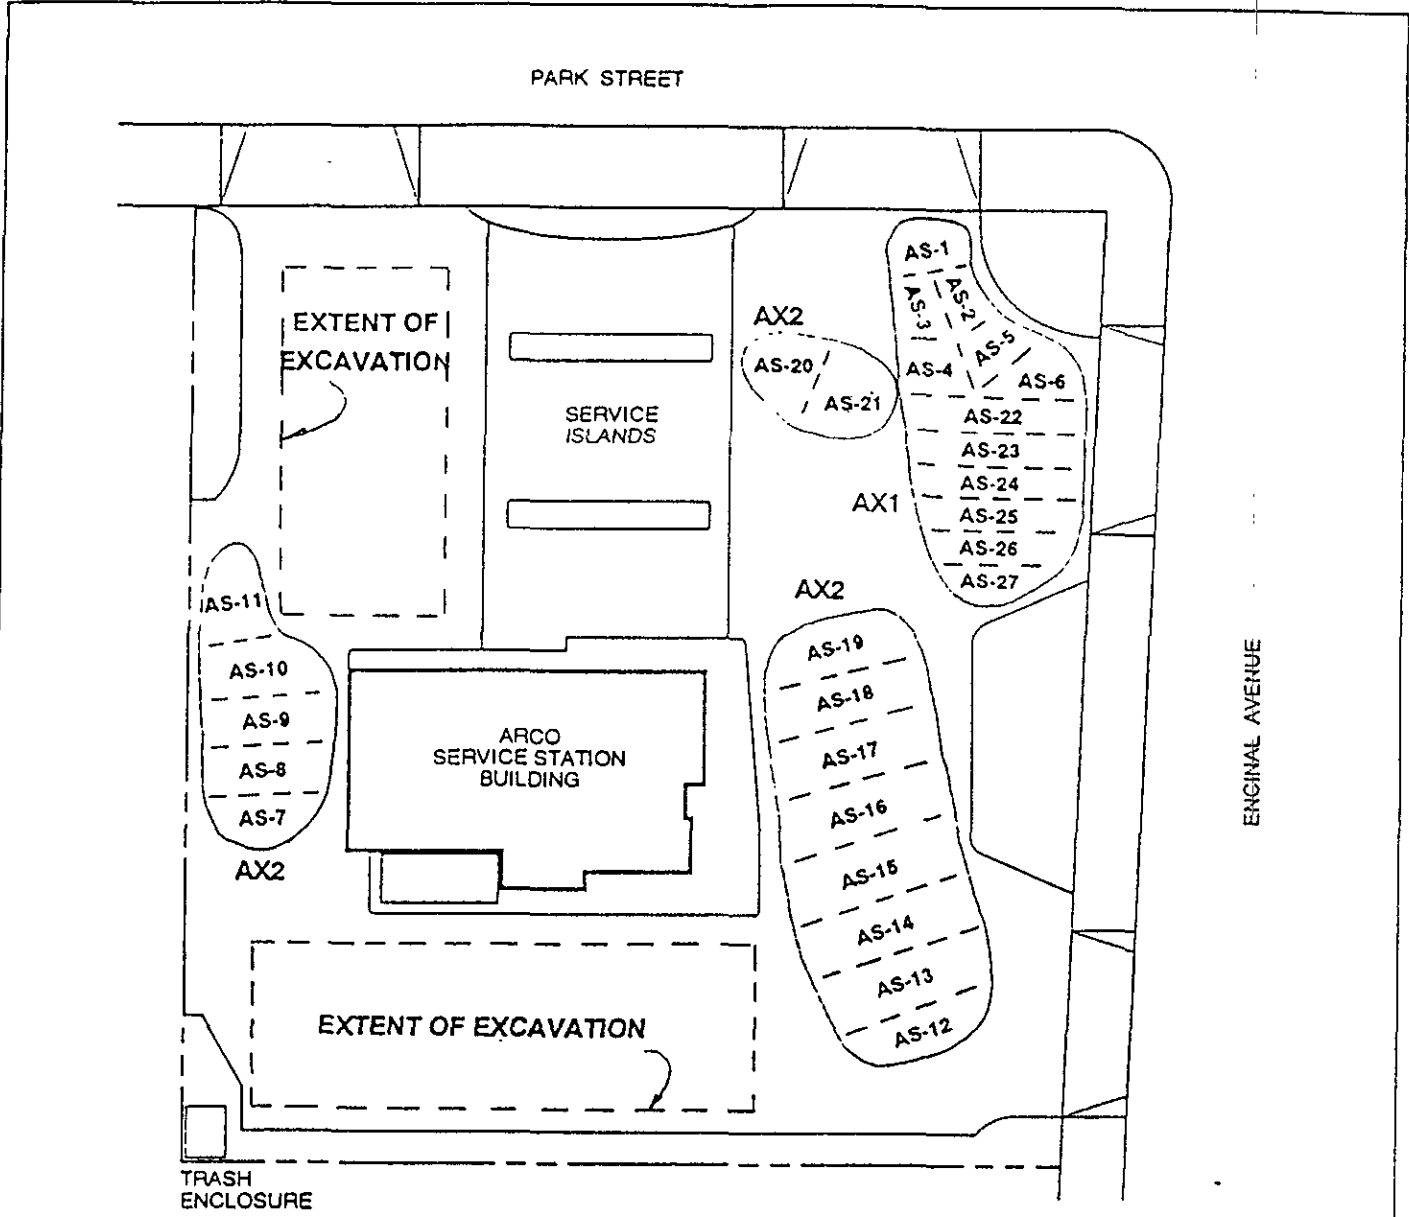 PARK STREET
AS-1
AS-2
AS-3
EXTENT OF
EXCAVATION
AX2
AS-5
AS-20
AS-4
AS-6
AS-21
SERVICE
ISLANDS
AS-22
AS-23
AS-24
AX1
AS-25
AS-26
AS-27
AX2
AS-11
AS-19
AS-10
AS-18
AS-9
ARCO
SERVICE STATION
BUILDING
AS-17
AS-8
AS-7
AS-16
AX2
AS-15
AS-14
AS-13
AS-12
ENCINAL AVENUE
EXTENT OF EXCAVATION
TRASH
ENCLOSURE